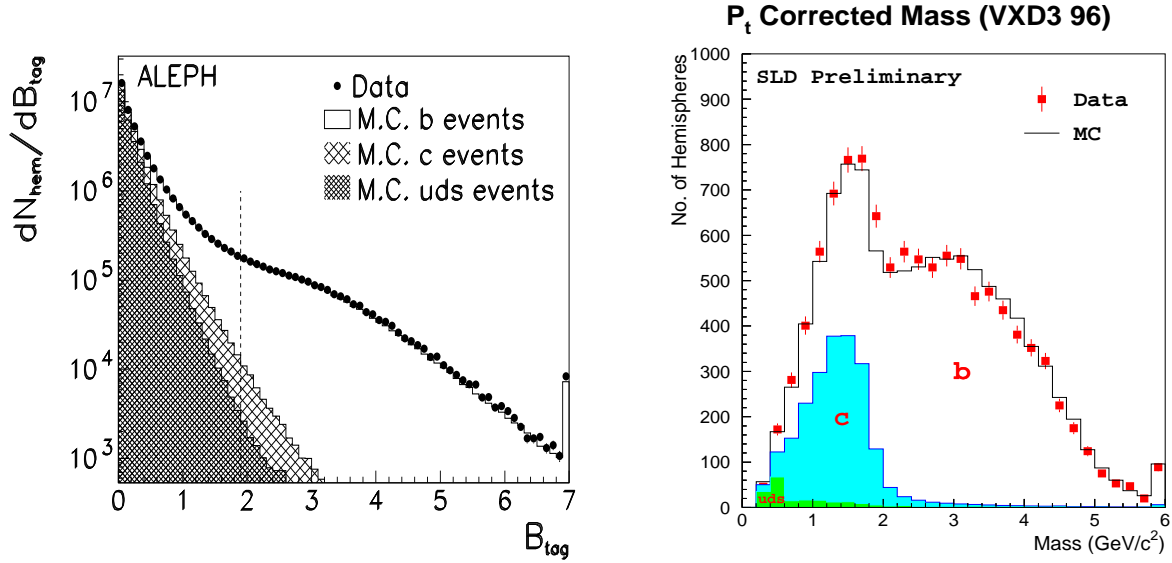 ALEPH
Data
M.C. b events
M.C. c events
M.C. uds events
dN_hem/dB_tag
10^7
10^6
10^5
10^4
10^3
0 1 2 3 4 5 6 7
B_tag
P_t Corrected Mass (VXD3 96)
SLD Preliminary
Data
MC
No. of Hemispheres
1000
900
800
700
600
500
400
300
200
100
0
b
c
uds
0 1 2 3 4 5 6
Mass (GeV/c²)